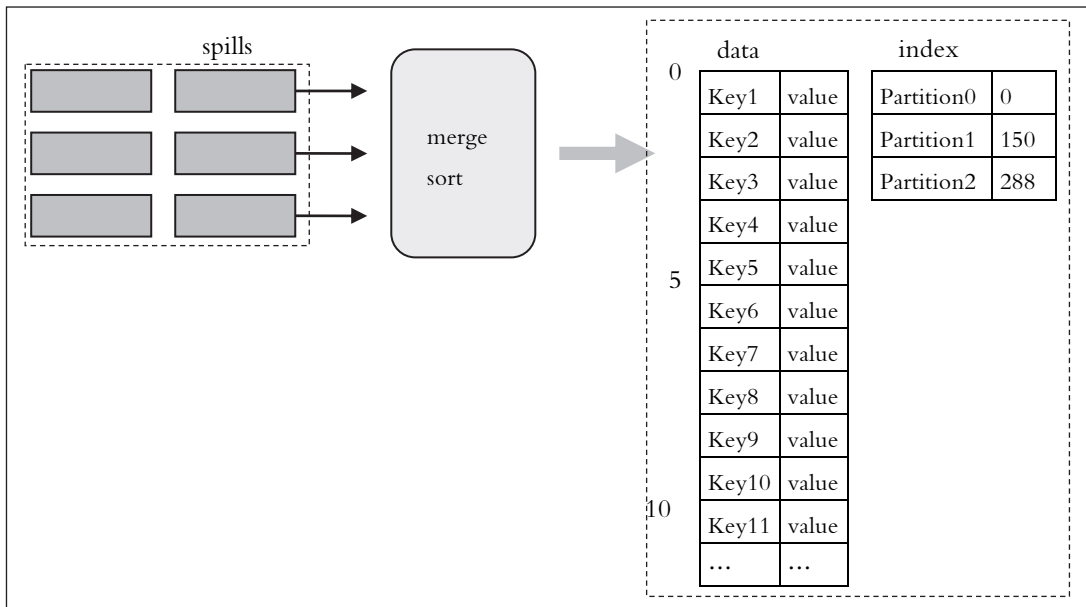 spills
merge
sort
data index
0
Key1 value Partition0 0
Key2 value Partition1 150
Key3 value Partition2 288
Key4 value
Key5 value
5
Key6 value
Key7 value
Key8 value
Key9 value
Key10 value
10
Key11 value
... ...